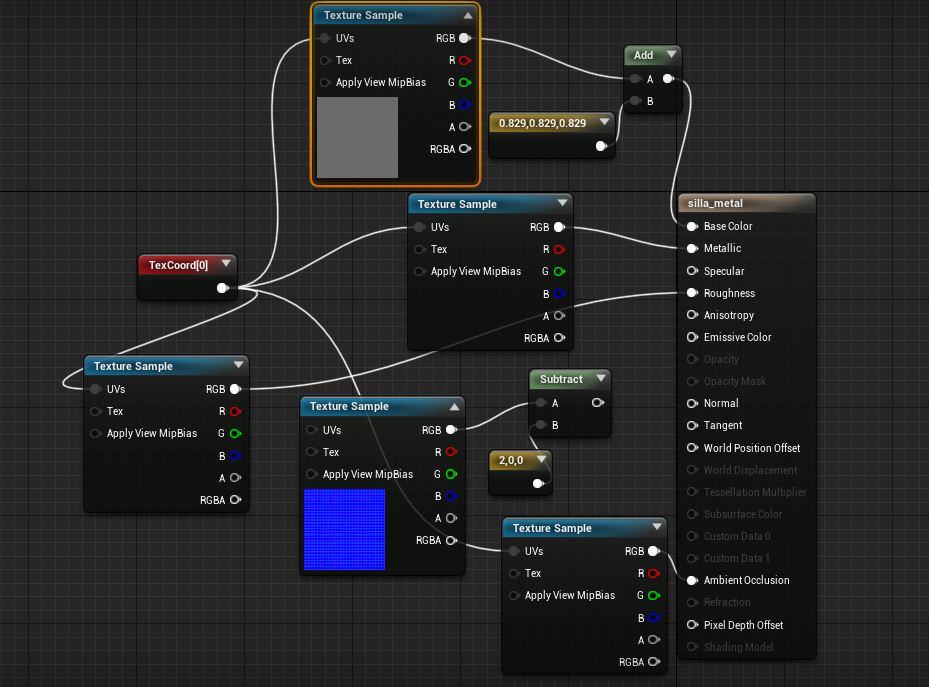 Texture Sample
UVs RGB
Tex R
Apply View MipBias G
B
A
RGBA
Add
A
B
0.829,0.829,0.829
Texture Sample
UVs RGB
Tex R
Apply View MipBias G
B
A
RGBA
TexCoord[0]
Texture Sample
UVs RGB
Tex R
Apply View MipBias G
B
A
RGBA
Texture Sample
UVs RGB
Tex R
Apply View MipBias G
B
A
RGBA
Subtract
A
B
2,0,0
Texture Sample
UVs RGB
Tex R
Apply View MipBias G
B
A
RGBA
silla_metal
Base Color
Metallic
Specular
Roughness
Anisotropy
Emissive Color
Opacity
Opacity Mask
Normal
Tangent
World Position Offset
World Displacement
Tessellation Multiplier
Subsurface Color
Custom Data 0
Custom Data 1
Ambient Occlusion
Refraction
Pixel Depth Offset
Shading Model